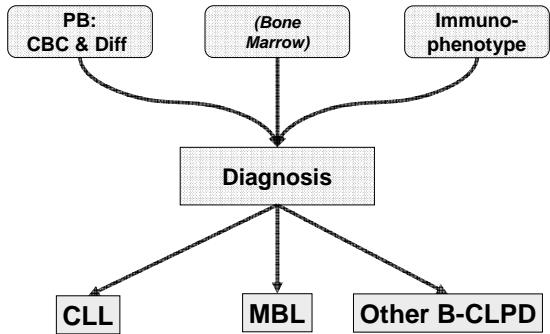 PB:
CBC & Diff
(Bone
Marrow)
Immuno-
phenotype
Diagnosis
CLL
MBL
Other B-CLPD